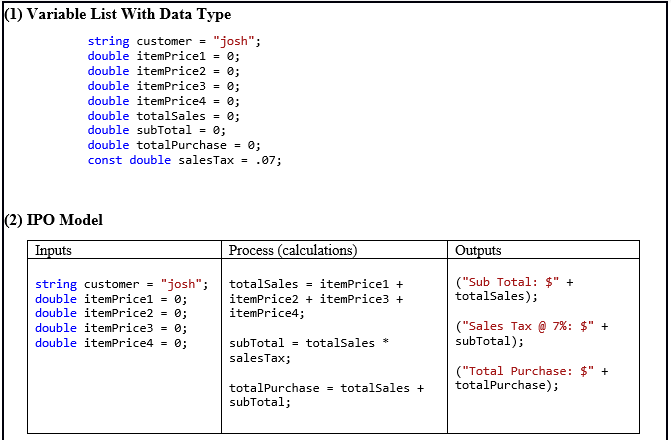 (1) Variable List With Data Type
string customer = "josh";
double itemPrice1 = 0;
double itemPrice2 = 0;
double itemPrice3 = 0;
double itemPrice4 = 0;
double totalSales = 0;
double subTotal = 0;
double totalPurchase = 0;
const double salesTax = .07;
(2) IPO Model
Inputs
string customer = "josh";
double itemPrice1 = 0;
double itemPrice2 = 0;
double itemPrice3 = 0;
double itemPrice4 = 0;
Process (calculations)
totalSales = itemPrice1 +
itemPrice2 + itemPrice3 +
itemPrice4;
subTotal = totalSales *
salesTax;
totalPurchase = totalSales +
subTotal;
Outputs
("Sub Total: $" +
totalSales);
("Sales Tax @ 7%: $" +
subTotal);
("Total Purchase: $" +
totalPurchase);